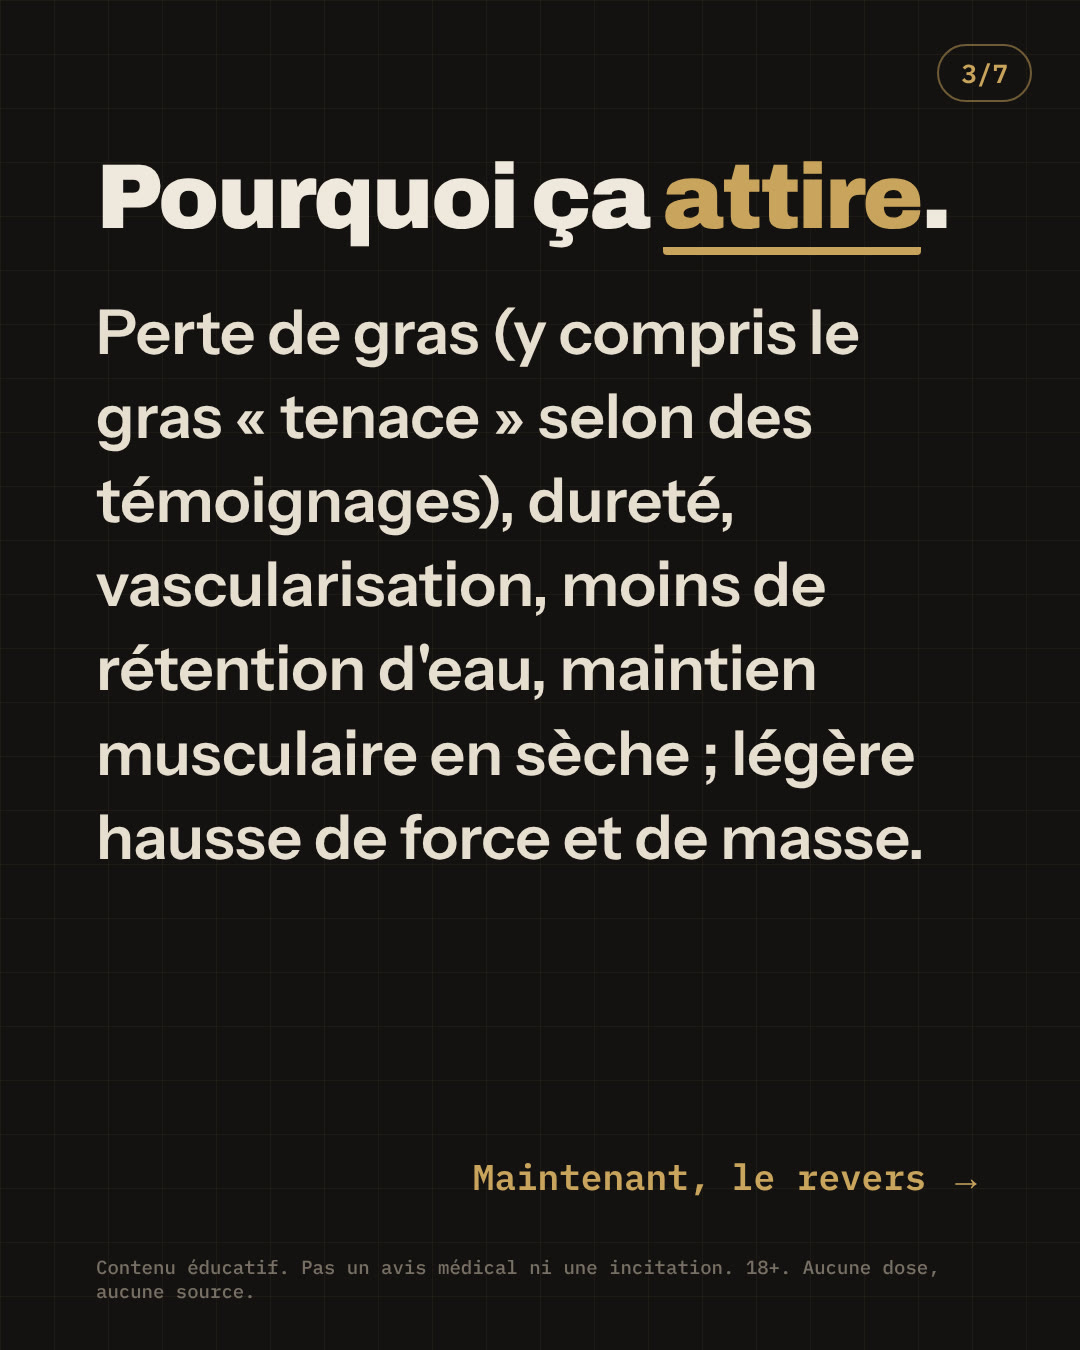 3/7
Pourquoi ça attire.
Perte de gras (y compris le
gras « tenace » selon des
témoignages), dureté,
vascularisation, moins de
rétention d'eau, maintien
musculaire en sèche ; légère
hausse de force et de masse.
Maintenant, le revers →
Contenu éducatif. Pas un avis médical ni une incitation. 18+. Aucune dose,
aucune source.